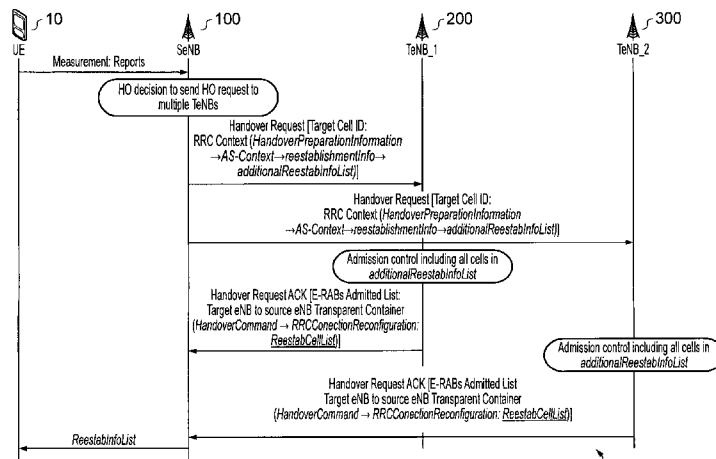 10
100
200
300
UE
SeNB
TeNB_1
TeNB_2
Measurement: Reports
HO decision to send HO request to
multiple TeNBs
Handover Request [Target Cell ID:
RRC Context (HandoverPreparationInformation
→AS-Context→reestablishmentInfo→
additionalReestabInfoList)]
Handover Request [Target Cell ID:
RRC Context (HandoverPreparationInformation
→AS-Context→reestablishmentInfo→additionalReestabInfoList)]
Admission control including all cells in
additionalReestabInfoList
Handover Request ACK [E-RABs Admitted List:
Target eNB to source eNB Transparent Container
(HandoverCommand → RRCConectionReconfiguration:
ReestabCellList)]
Admission control including all cells in
additionalReestabInfoList
Handover Request ACK [E-RABs Admitted List
Target eNB to source eNB Transparent Container
(HandoverCommand → RRCConectionReconfiguration: ReestabCellList)]
ReestabInfoList